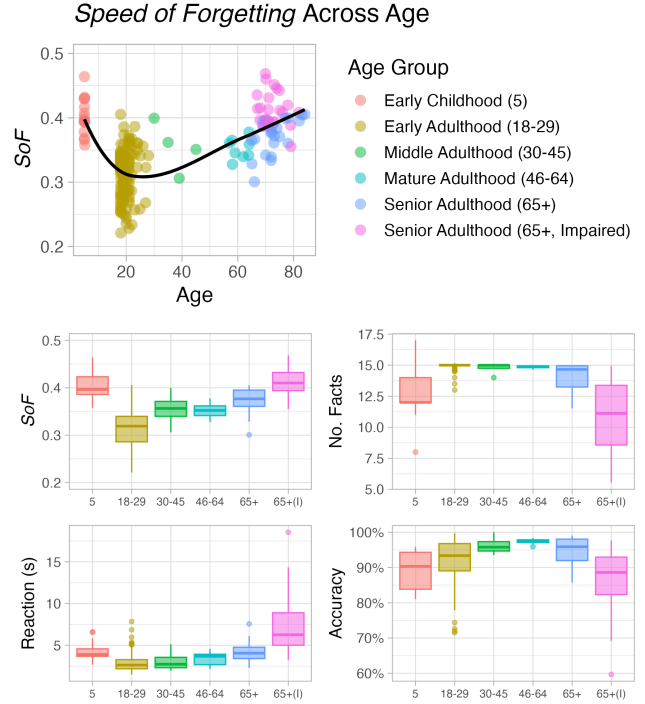 Speed of Forgetting Across Age
0.5
0.4
0.3
0.2
SoF
20
40
60
80
Age
Age Group
Early Childhood (5)
Early Adulthood (18-29)
Middle Adulthood (30-45)
Mature Adulthood (46-64)
Senior Adulthood (65+)
Senior Adulthood (65+, Impaired)
0.5
0.4
0.3
0.2
SoF
5 18-29 30-45 46-64 65+ 65+(I)
17.5
15.0
12.5
10.0
7.5
5.0
No. Facts
5 18-29 30-45 46-64 65+ 65+(I)
15
10
5
Reaction (s)
5 18-29 30-45 46-64 65+ 65+(I)
100%
90%
80%
70%
60%
Accuracy
5 18-29 30-45 46-64 65+ 65+(I)